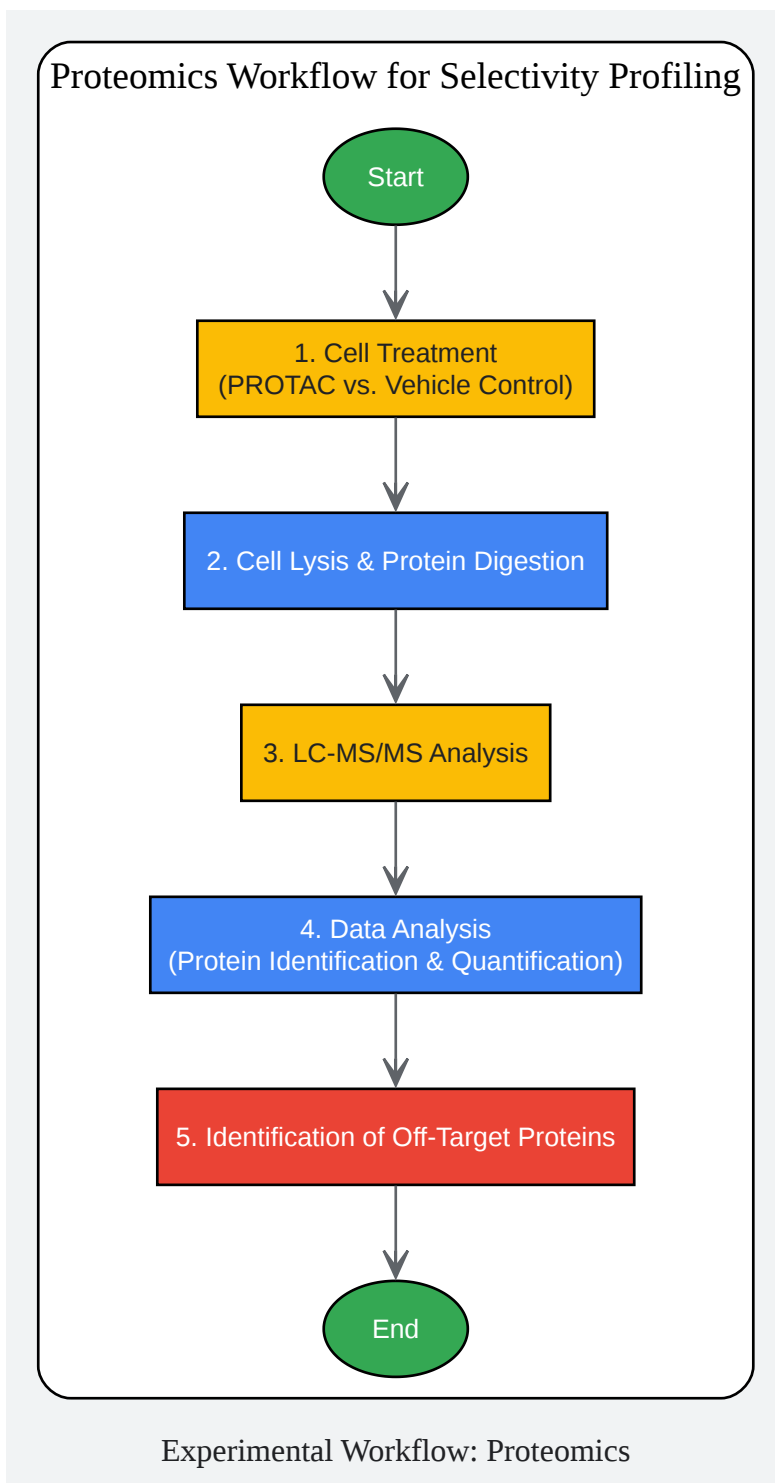 Proteomics Workflow for Selectivity Profiling
Start
1. Cell Treatment
(PROTAC vs. Vehicle Control)
2. Cell Lysis & Protein Digestion
3. LC-MS/MS Analysis
4. Data Analysis
(Protein Identification & Quantification)
5. Identification of Off-Target Proteins
End
Experimental Workflow: Proteomics